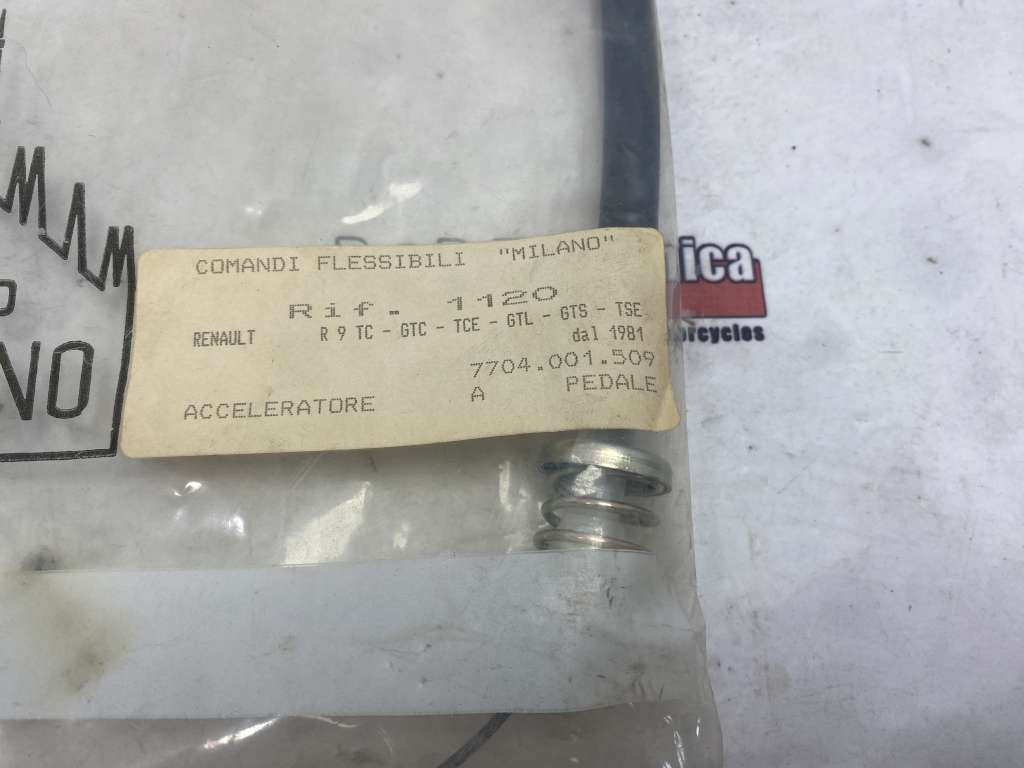 COMANDI FLESSIBILI "MILANO"
Rif. 1120
RENAULT R 9 TC - GTC - TCE - GTL - GTS - TSE
dal 1981
7704.001.509
ACCELERATORE A PEDALE